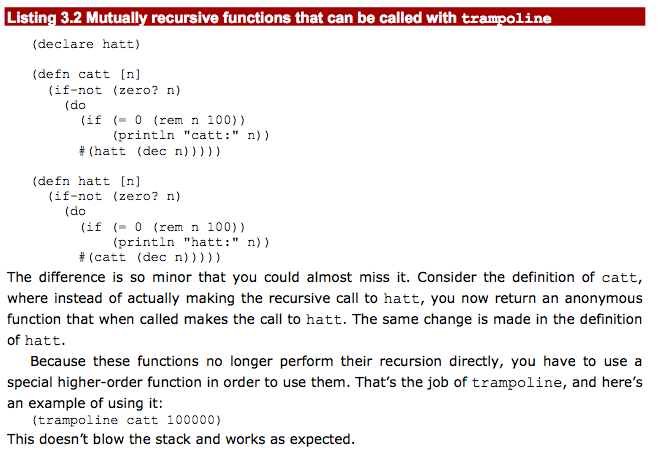 Listing 3.2 Mutually recursive functions that can be called with trampoline
(declare hatt)
(defn catt [n]
(if-not (zero? n)
(do
(if (= 0 (rem n 100))
(println "catt:" n))
#(hatt (dec n)))))
(defn hatt [n]
(if-not (zero? n)
(do
(if (= 0 (rem n 100))
(println "hatt:" n))
#(catt (dec n)))))
The difference is so minor that you could almost miss it. Consider the definition of catt,
where instead of actually making the recursive call to hatt, you now return an anonymous
function that when called makes the call to hatt. The same change is made in the definition
of hatt.
Because these functions no longer perform their recursion directly, you have to use a
special higher-order function in order to use them. That's the job of trampoline, and here's
an example of using it:
(trampoline catt 100000)
This doesn't blow the stack and works as expected.